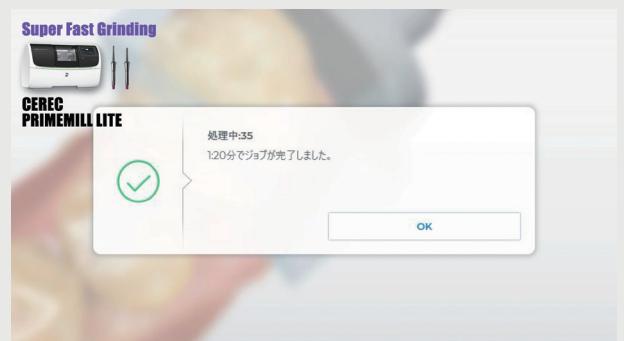 Super Fast Grinding
CEREC
PRIMEMILL LITE
処理中:35
1:20分でジョブが完了しました。
OK